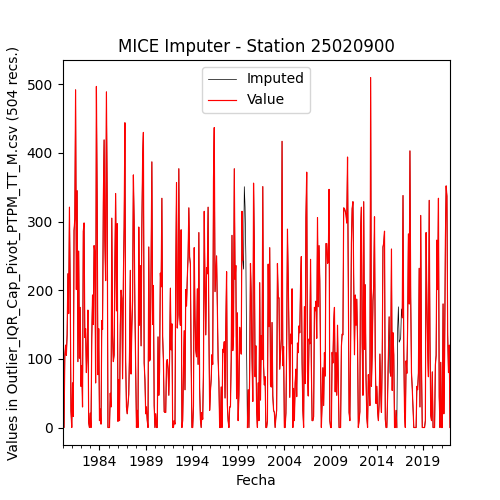 MICE Imputer - Station 25020900
Imputed
Value
Values in Outlier_IQR_Cap_Pivot_PTPM_TT_M.csv (504 recs.)
500
400
300
200
100
0
1984 1989 1994 1999 2004 2009 2014 2019
Fecha